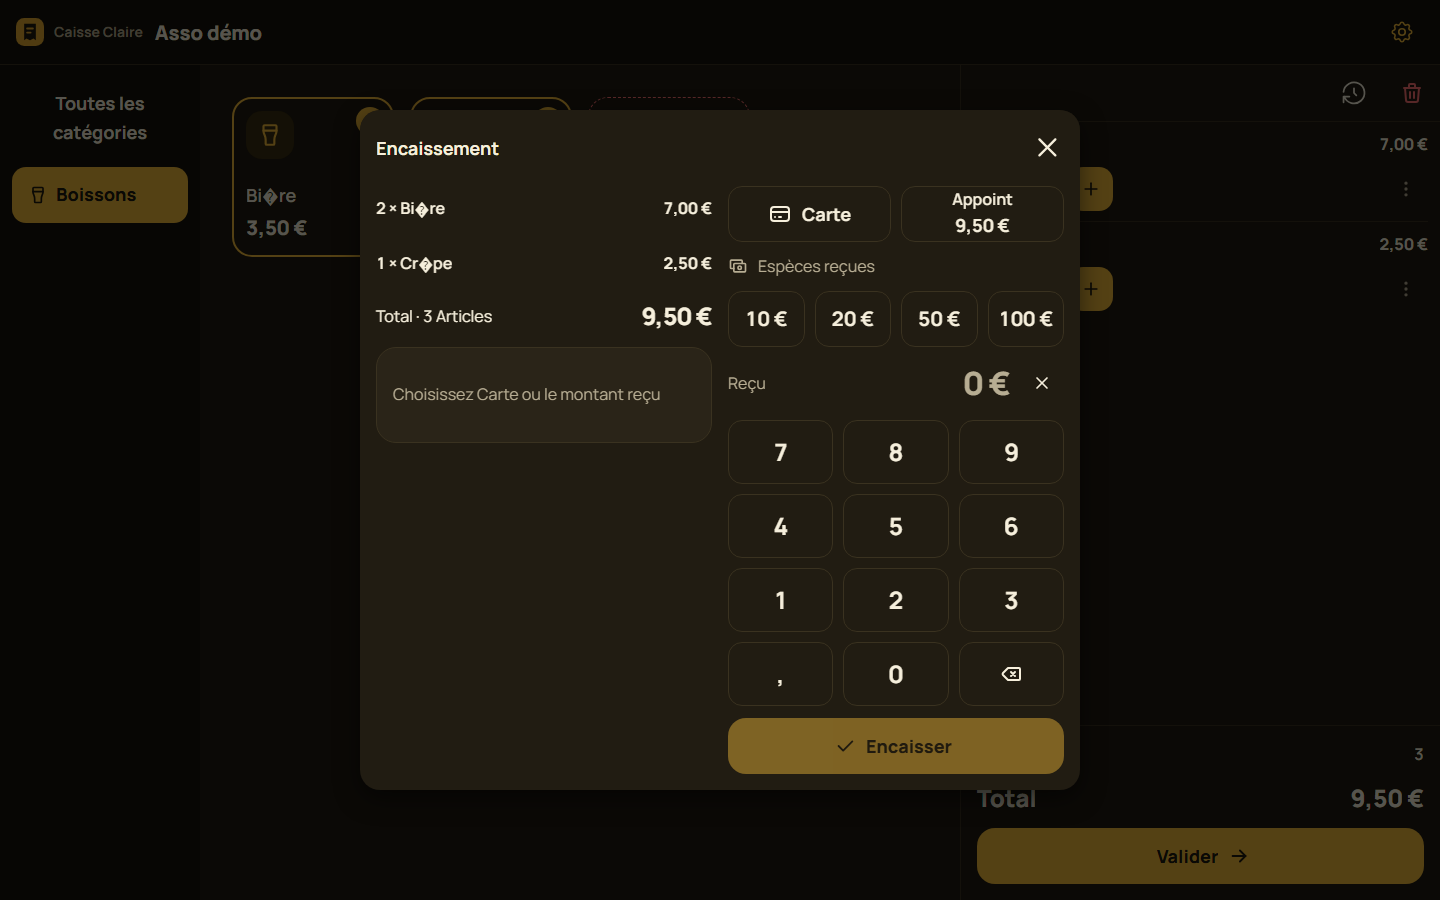 Caisse Claire Asso démo
Toutes les
catégories
Boissons
Bi�re
3,50 €
Encaissement
2 × Bi�re 7,00 €
1 × Cr�pe 2,50 €
Total · 3 Articles 9,50 €
Choisissez Carte ou le montant reçu
Carte
Appoint
9,50 €
Espèces reçues
10 € 20 € 50 € 100 €
Reçu 0 €
7 8 9
4 5 6
1 2 3
, 0
Encaisser
7,00 €
+
2,50 €
+
3
Total 9,50 €
Valider